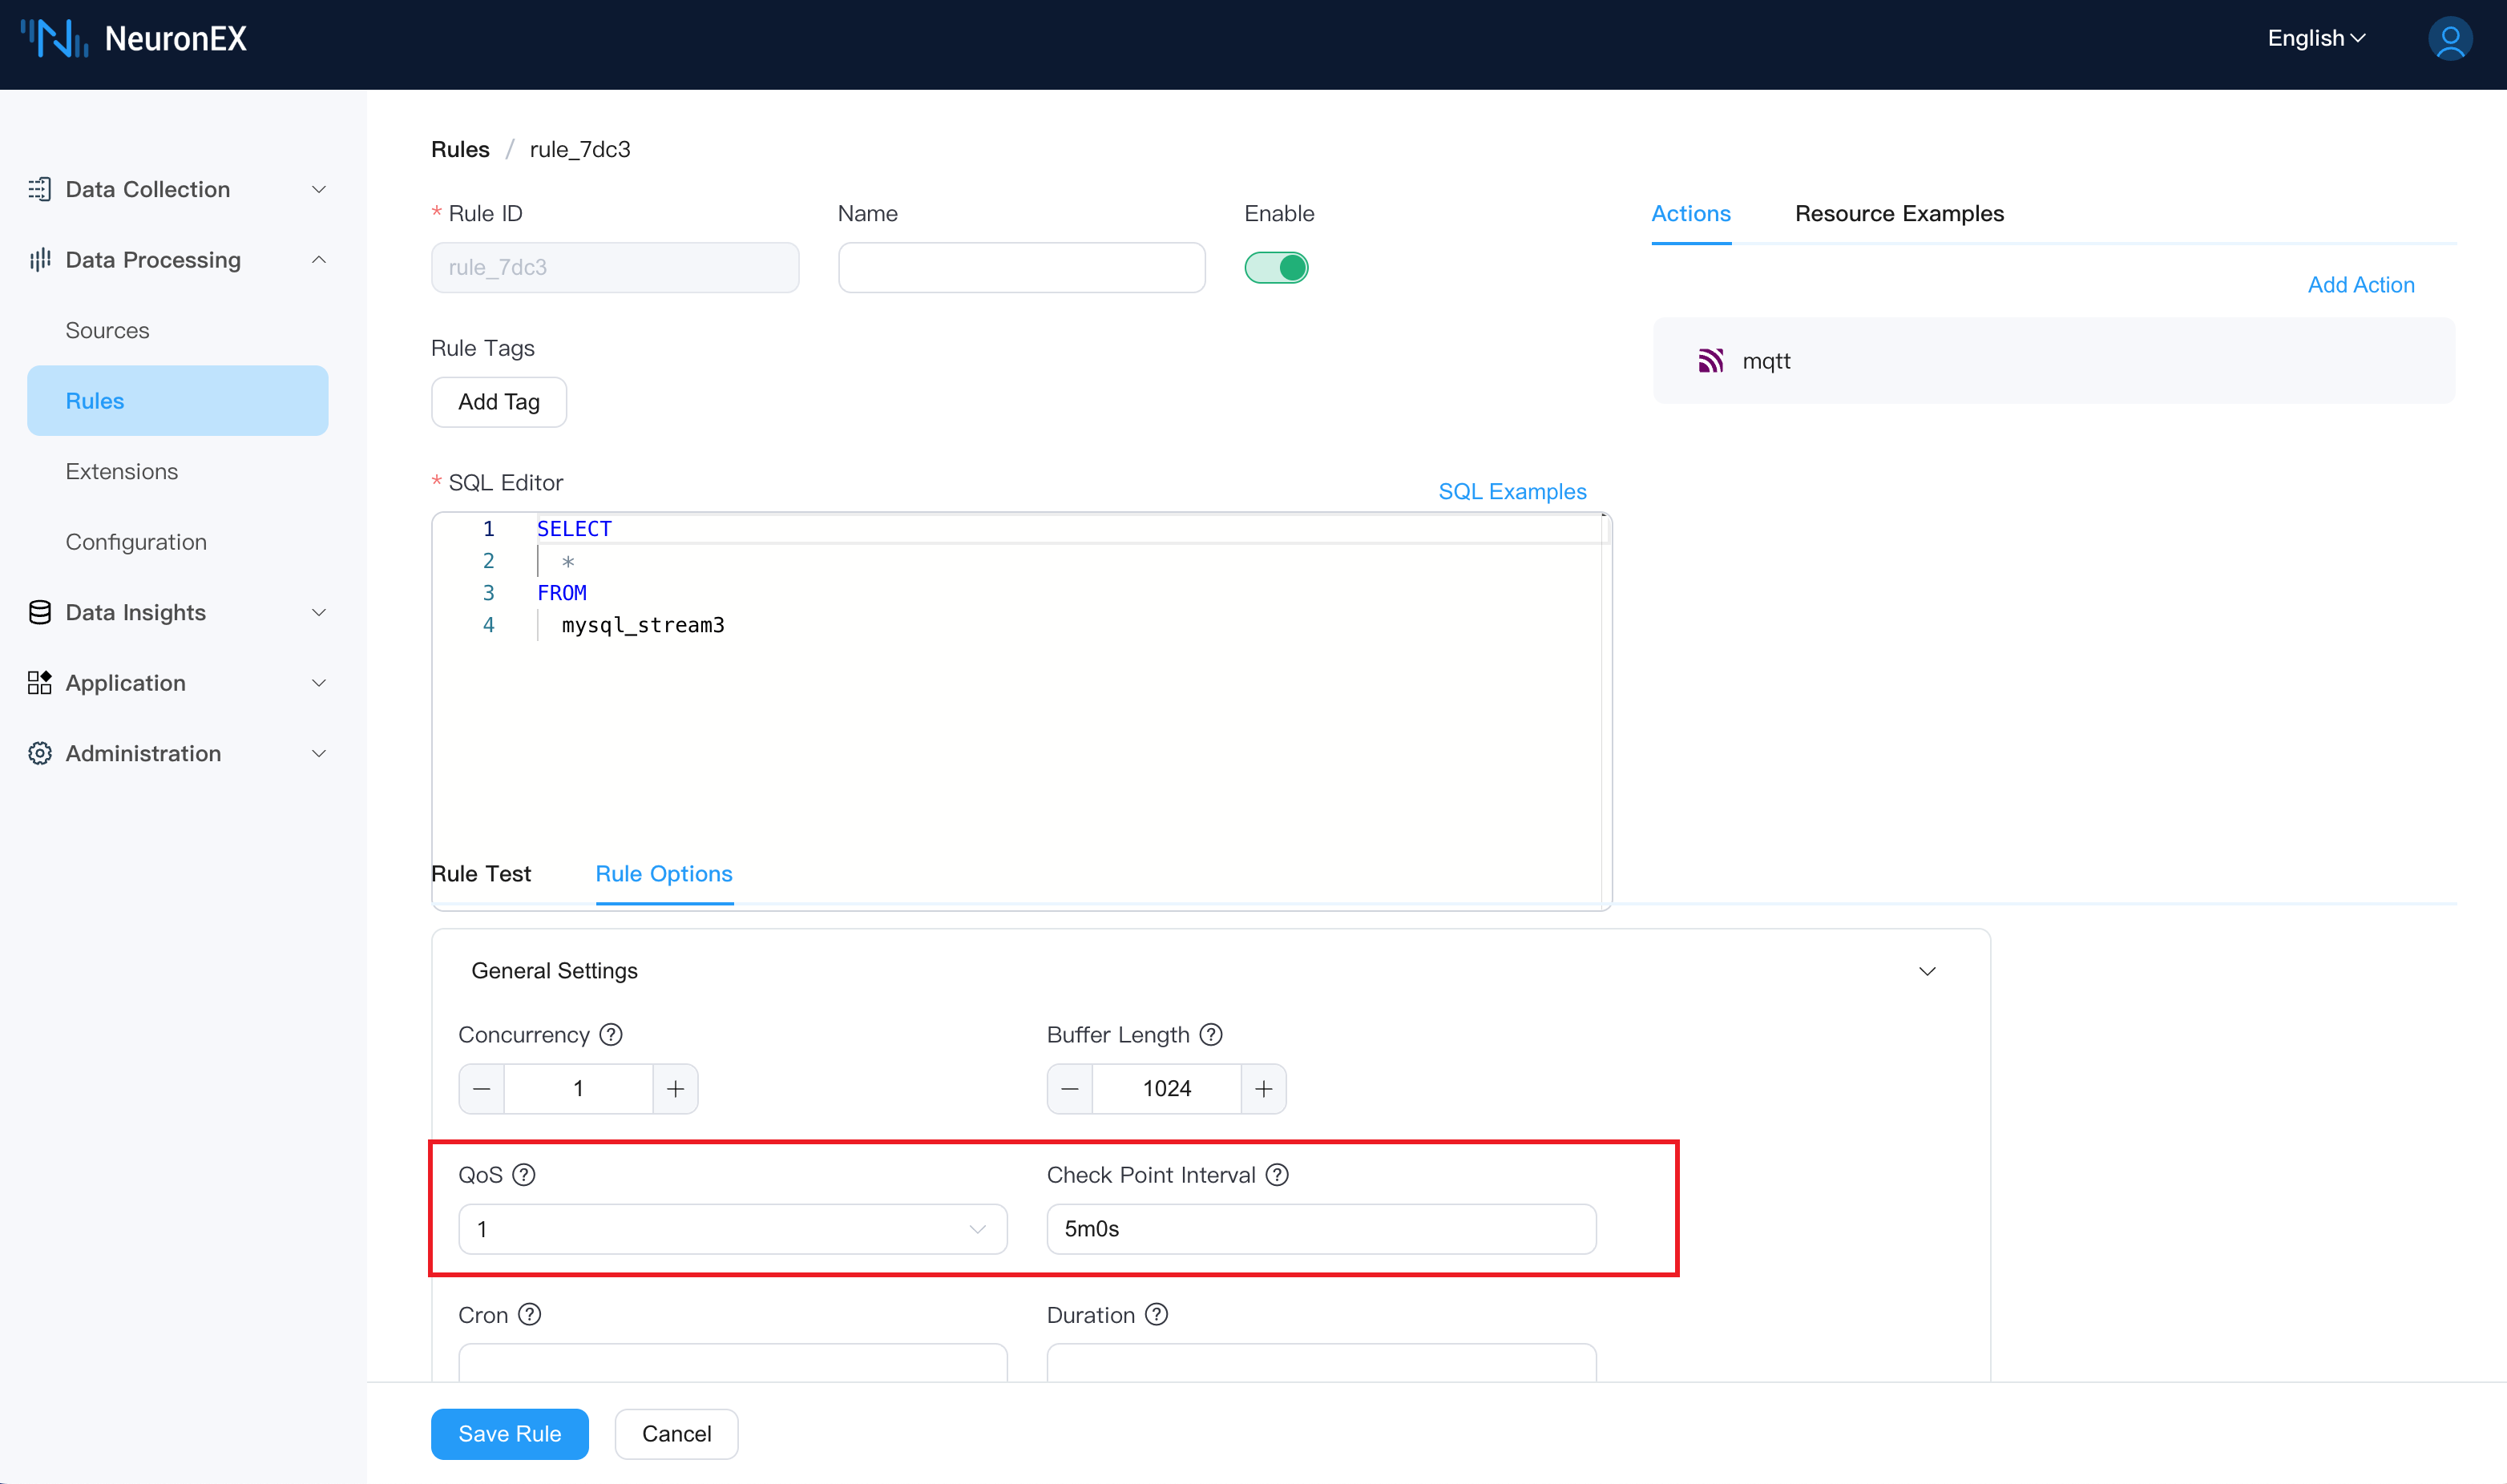 NeuronEX
English
Data Collection
Data Processing
Sources
Rules
Extensions
Configuration
Data Insights
Application
Administration
Rules / rule_7dc3
* Rule ID
Name
Enable
rule_7dc3
Rule Tags
Add Tag
* SQL Editor
SQL Examples
1 SELECT
2 *
3 FROM
4 mysql_stream3
Actions
Resource Examples
Add Action
mqtt
Rule Test
Rule Options
General Settings
Concurrency ?
Buffer Length ?
— 1 +
— 1024 +
QoS ?
Check Point Interval ?
1
5m0s
Cron ?
Duration ?
Save Rule
Cancel